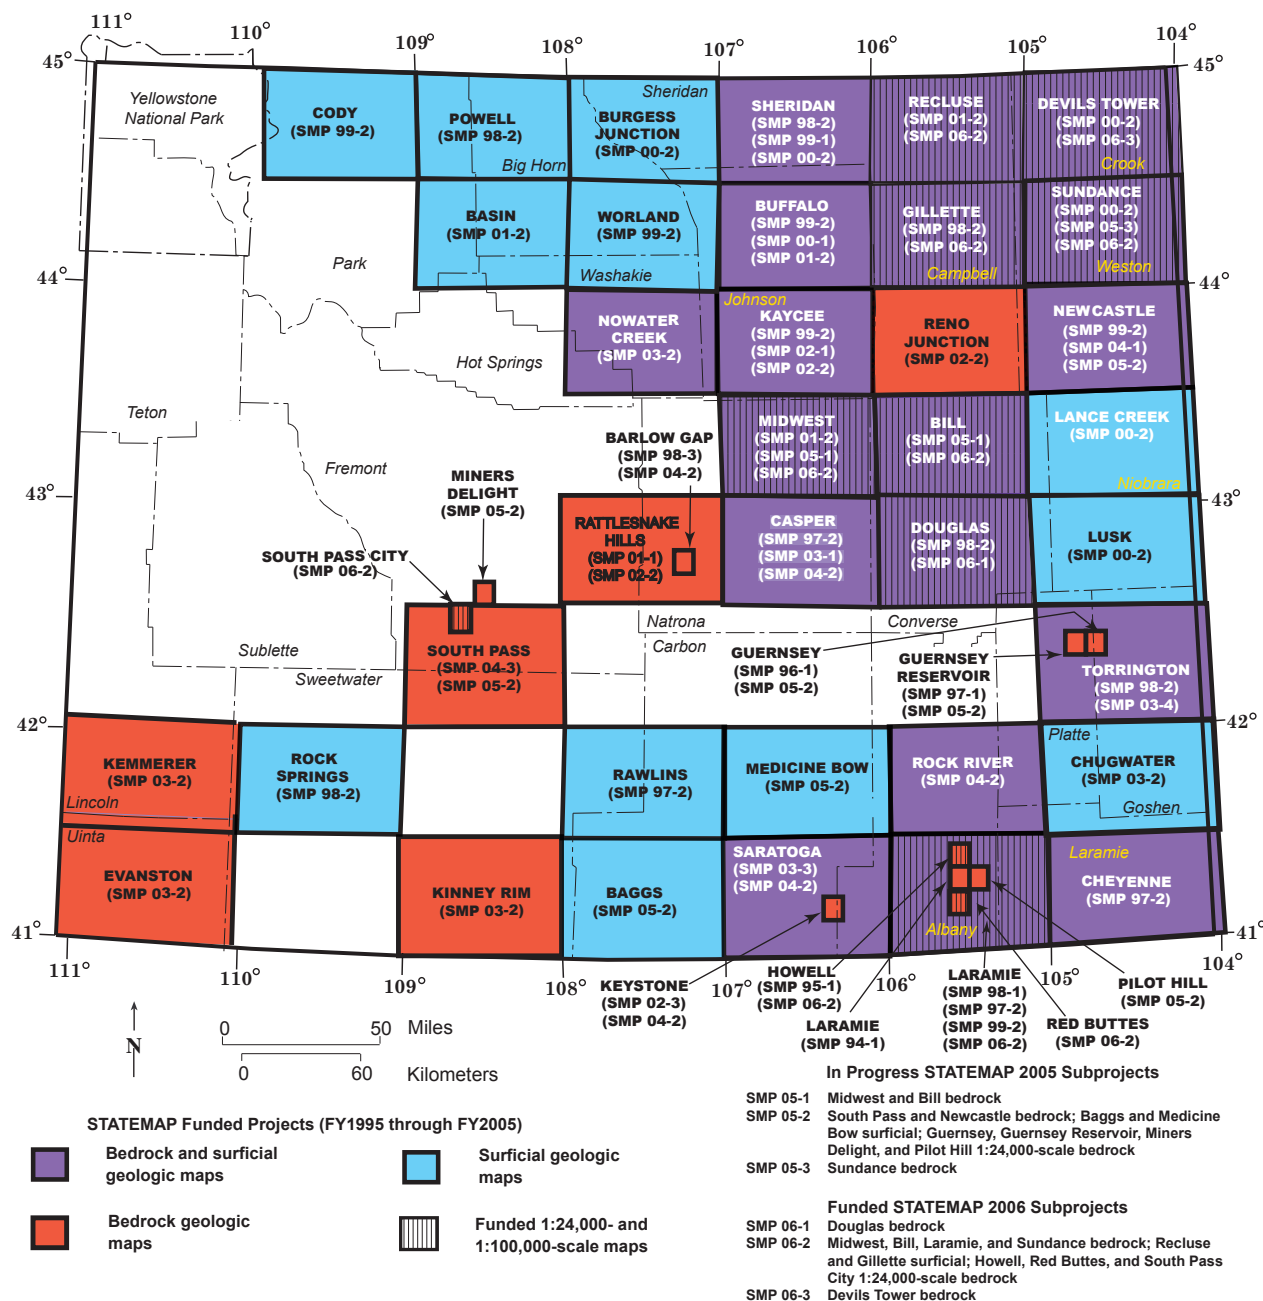 111°
110°
109°
108°
107°
106°
105°
104°
45°
45°
Yellowstone
National Park
CODY
(SMP 99-2)
POWELL
(SMP 98-2)
Big Horn
Sheridan
BURGESS
JUNCTION
(SMP 00-2)
SHERIDAN
(SMP 98-2)
(SMP 99-1)
(SMP 00-2)
RECLUSE
(SMP 01-2)
(SMP 06-2)
DEVILS TOWER
(SMP 00-2)
(SMP 06-3)
Crook
BASIN
(SMP 01-2)
WORLAND
(SMP 99-2)
Washakie
BUFFALO
(SMP 99-2)
(SMP 00-1)
(SMP 01-2)
GILLETTE
(SMP 98-2)
(SMP 06-2)
Campbell
SUNDANCE
(SMP 00-2)
(SMP 05-3)
(SMP 06-2)
Weston
Park
44°
44°
Hot Springs
NOWATER
CREEK
(SMP 03-2)
Johnson
KAYCEE
(SMP 99-2)
(SMP 02-1)
(SMP 02-2)
RENO
JUNCTION
(SMP 02-2)
NEWCASTLE
(SMP 99-2)
(SMP 04-1)
(SMP 05-2)
Teton
Fremont
BARLOW GAP
(SMP 98-3)
(SMP 04-2)
MIDWEST
(SMP 01-2)
(SMP 05-1)
(SMP 06-2)
BILL
(SMP 05-1)
(SMP 06-2)
LANCE CREEK
(SMP 00-2)
Niobrara
43°
43°
MINERS
DELIGHT
(SMP 05-2)
SOUTH PASS CITY
(SMP 06-2)
RATTLESNAKE
HILLS
(SMP 01-1)
(SMP 02-2)
CASPER
(SMP 97-2)
(SMP 03-1)
(SMP 04-2)
DOUGLAS
(SMP 98-2)
(SMP 06-1)
LUSK
(SMP 00-2)
Sublette
Sweetwater
SOUTH PASS
(SMP 04-3)
(SMP 05-2)
Natrona
Carbon
Converse
GUERNSEY
(SMP 96-1)
(SMP 05-2)
GUERNSEY
RESERVOIR
(SMP 97-1)
(SMP 05-2)
TORRINGTON
(SMP 98-2)
(SMP 03-4)
42°
42°
KEMMERER
(SMP 03-2)
Lincoln
ROCK
SPRINGS
(SMP 98-2)
RAWLINS
(SMP 97-2)
MEDICINE BOW
(SMP 05-2)
ROCK RIVER
(SMP 04-2)
Platte
CHUGWATER
(SMP 03-2)
Goshen
Uinta
EVANSTON
(SMP 03-2)
KINNEY RIM
(SMP 03-2)
BAGGS
(SMP 05-2)
SARATOGA
(SMP 03-3)
(SMP 04-2)
Albany
Laramie
CHEYENNE
(SMP 97-2)
41°
41°
111°
110°
109°
108°
107°
106°
105°
104°
KEYSTONE
(SMP 02-3)
(SMP 04-2)
HOWELL
(SMP 95-1)
(SMP 06-2)
LARAMIE
(SMP 94-1)
LARAMIE
(SMP 98-1)
(SMP 97-2)
(SMP 99-2)
(SMP 06-2)
RED BUTTES
(SMP 06-2)
PILOT HILL
(SMP 05-2)
N
0 50 Miles
0 60 Kilometers
STATEMAP Funded Projects (FY1995 through FY2005)
Bedrock and surficial
geologic maps
Surficial geologic
maps
Bedrock geologic
maps
Funded 1:24,000- and
1:100,000-scale maps
In Progress STATEMAP 2005 Subprojects
SMP 05-1 Midwest and Bill bedrock
SMP 05-2 South Pass and Newcastle bedrock; Baggs and Medicine
Bow surficial; Guernsey, Guernsey Reservoir, Miners
Delight, and Pilot Hill 1:24,000-scale bedrock
SMP 05-3 Sundance bedrock
Funded STATEMAP 2006 Subprojects
SMP 06-1 Douglas bedrock
SMP 06-2 Midwest, Bill, Laramie, and Sundance bedrock; Recluse
and Gillette surficial; Howell, Red Buttes, and South Pass
City 1:24,000-scale bedrock
SMP 06-3 Devils Tower bedrock